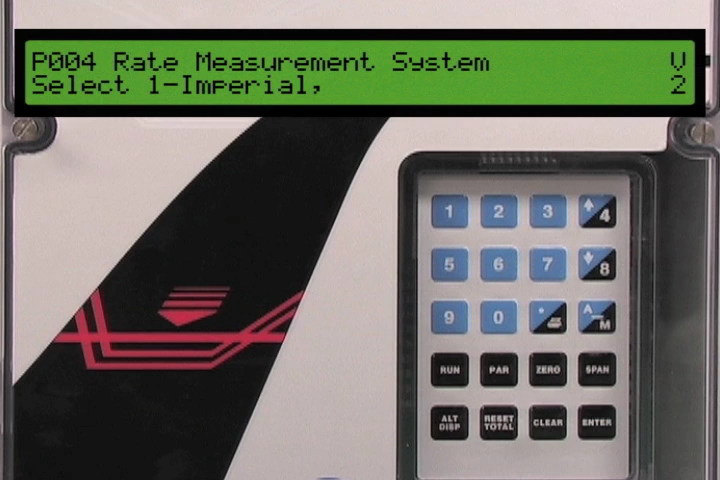 P004 Rate Measurement System V
Select 1-Imperial, 2
1 2 3 4
5 6 7 8
9 0 A M
RUN PAR ZERO SPAN
ALT DISP RESET TOTAL CLEAR ENTER